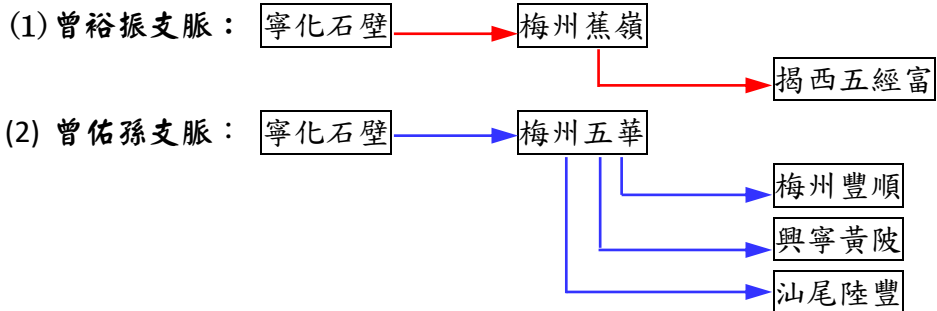 (1)曾裕振支脈： 寧化石壁 梅州蕉嶺
揭西五經富
(2) 曾佑孫支脈： 寧化石壁 梅州五華
梅州豐順
興寧黃陂
汕尾陸豐